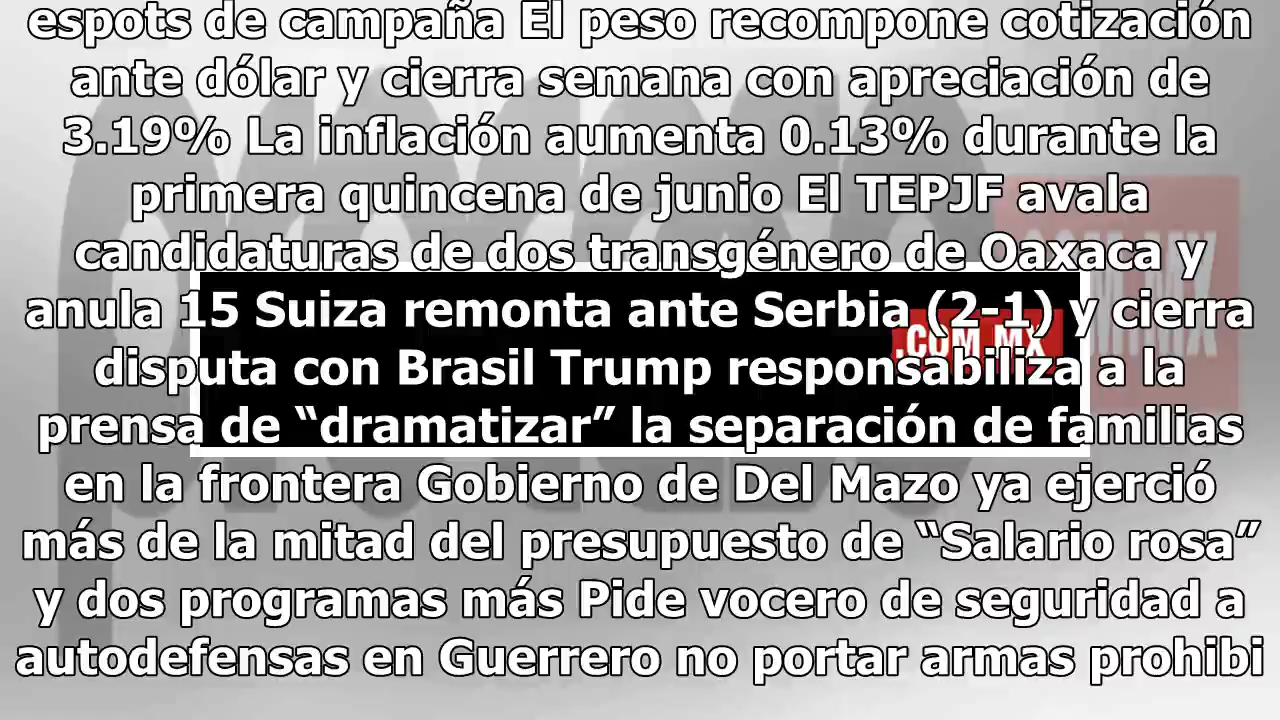 espots de campaña El peso recompone cotización
ante dólar y cierra semana con apreciación de
3.19% La inflación aumenta 0.13% durante la
primera quincena de junio El TEPJF avala
candidaturas de dos transgénero de Oaxaca y
anula 15 Suiza remonta ante Serbia (2-1) y cierra
.COM.MX
disputa con Brasil Trump responsabiliza a la
prensa de “dramatizar” la separación de familias
en la frontera Gobierno de Del Mazo ya ejerció
más de la mitad del presupuesto de “Salario rosa”
y dos programas más Pide vocero de seguridad a
autodefensas en Guerrero no portar armas prohibi